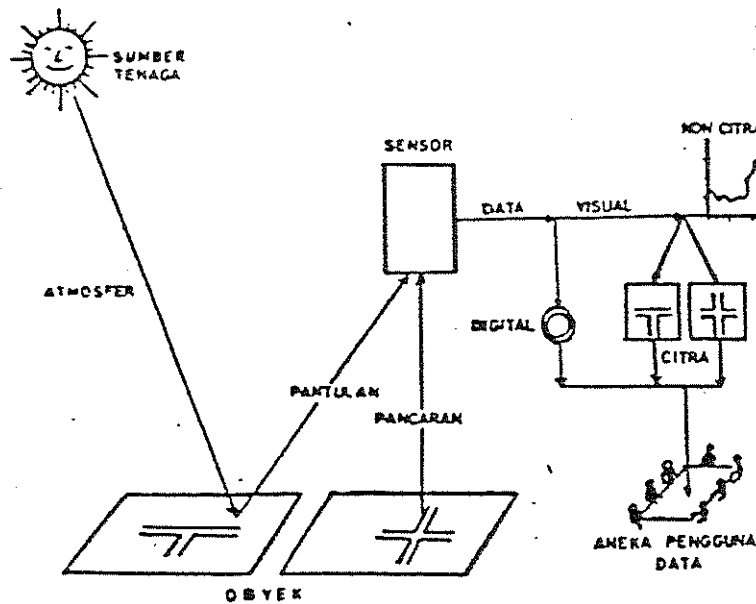 SUMBER
TENAGA
NON CITRA
SENSOR
DATA
VISUAL
ATMOSFER
DIGITAL
CITRA
PANTULAN
PANCARAN
ANEKA PENGGUNA
DATA
OBYEK